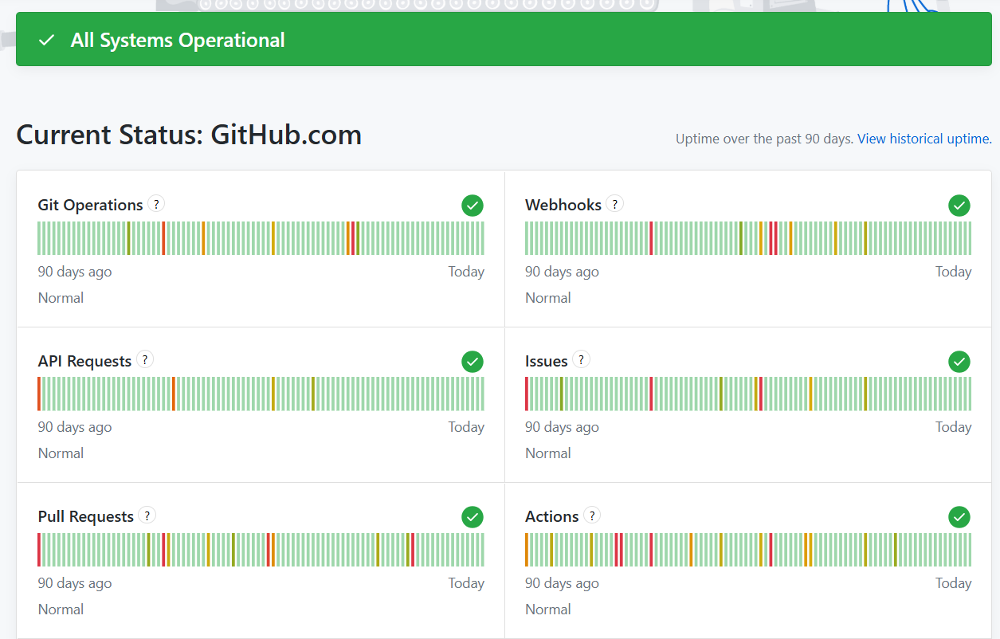 All Systems Operational
Current Status: GitHub.com
Uptime over the past 90 days. View historical uptime.
Git Operations ?
90 days ago Today
Normal
Webhooks ?
90 days ago Today
Normal
API Requests ?
90 days ago Today
Normal
Issues ?
90 days ago Today
Normal
Pull Requests ?
90 days ago Today
Normal
Actions ?
90 days ago Today
Normal